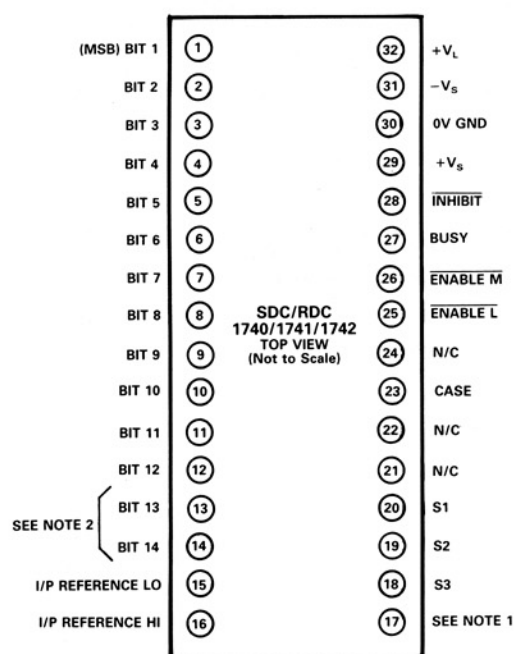 (MSB) BIT 1 1 32 +VL
BIT 2 2 31 −Vs
BIT 3 3 30 0V GND
BIT 4 4 29 +Vs
BIT 5 5 28 INHIBIT
BIT 6 6 27 BUSY
BIT 7 7 26 ENABLE M
BIT 8 8 25 ENABLE L
SDC/RDC
1740/1741/1742
TOP VIEW
(Not to Scale)
BIT 9 9 24 N/C
BIT 10 10 23 CASE
BIT 11 11 22 N/C
BIT 12 12 21 N/C
SEE NOTE 2
BIT 13 13 20 S1
BIT 14 14 19 S2
I/P REFERENCE LO 15 18 S3
I/P REFERENCE HI 16 17 SEE NOTE 1